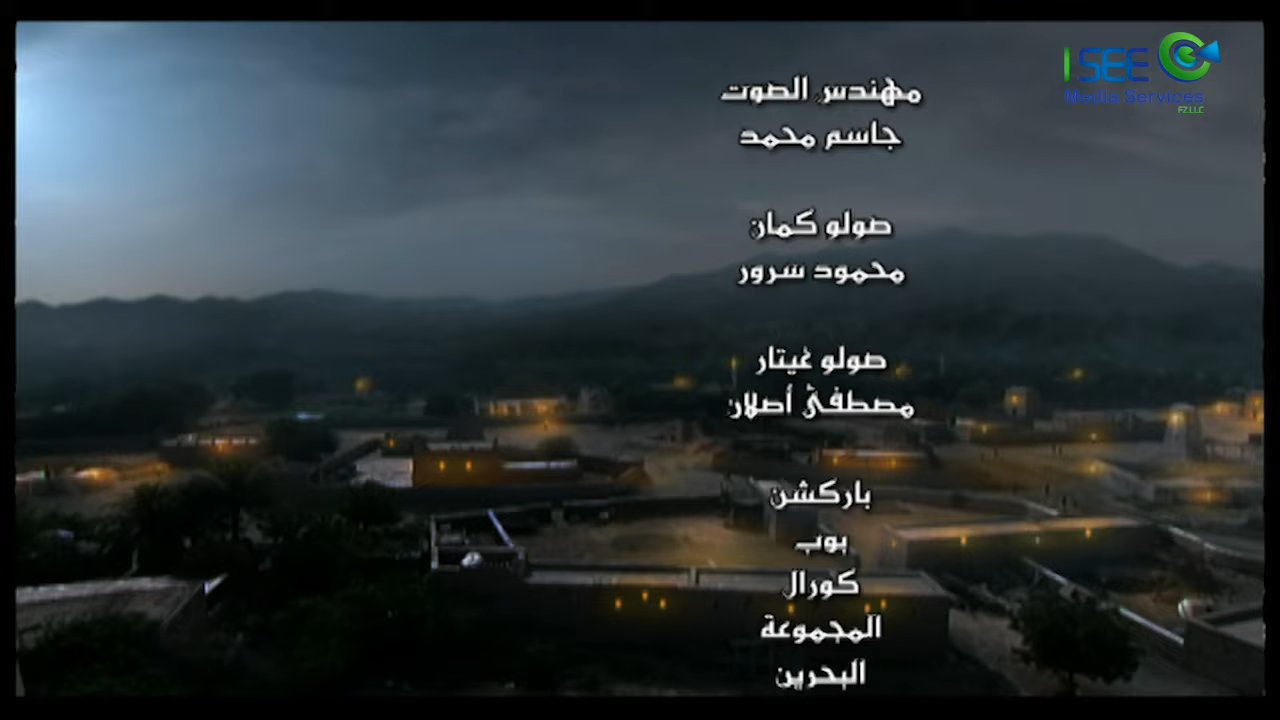 I SEE
Media Services
FZ.LLC
مهندس الصوت
جاسم محمد
صولو كمان
محمود سرور
صولو غيتار
مصطفى أصلان
باركشن
بوب
كورال
المجموعة
البحرين